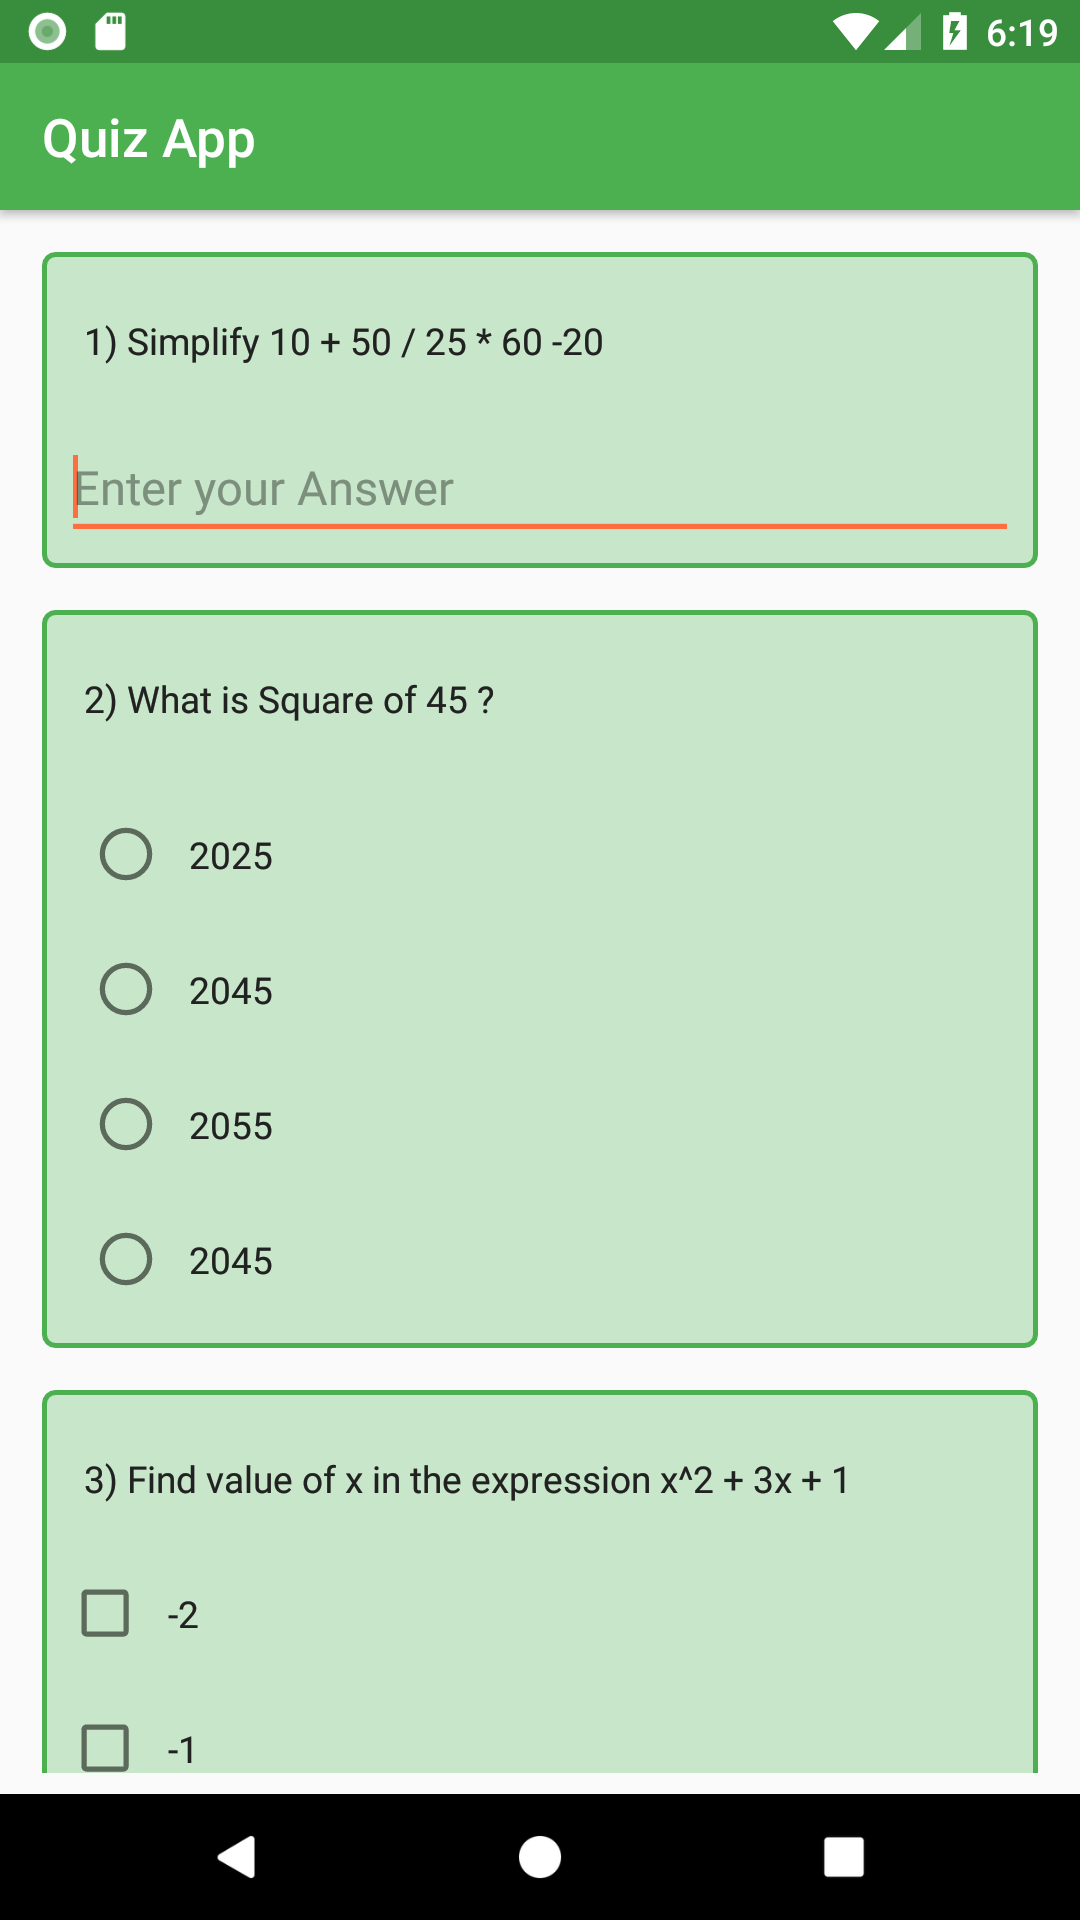 6:19
Quiz App
1) Simplify 10 + 50 / 25 * 60 -20
Enter your Answer
2) What is Square of 45 ?
2025
2045
2055
2045
3) Find value of x in the expression x^2 + 3x + 1
-2
-1